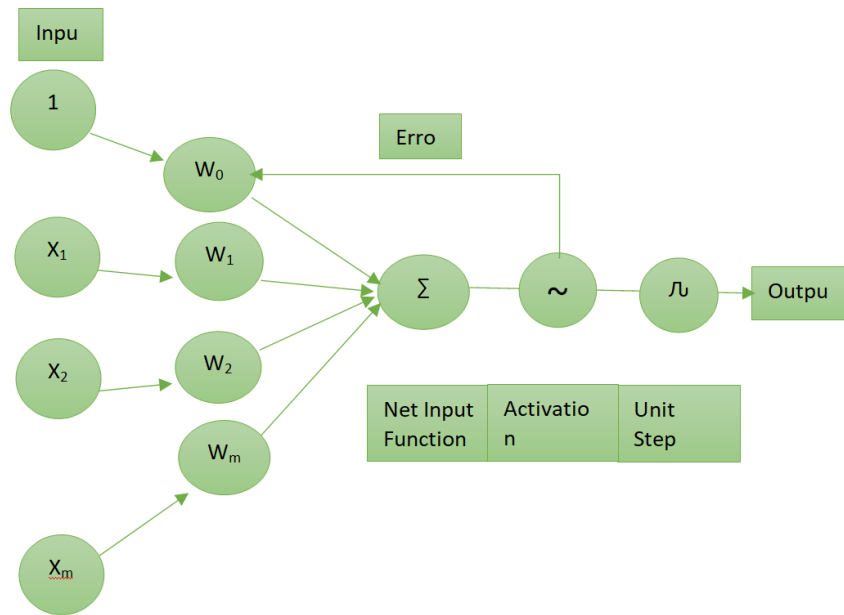 Inpu
1
Erro
W₀
X₁
W₁
Σ
~
Outpu
X₂
W₂
Net Input
Function
Activatio
n
Unit
Step
Wₘ
Xₘ